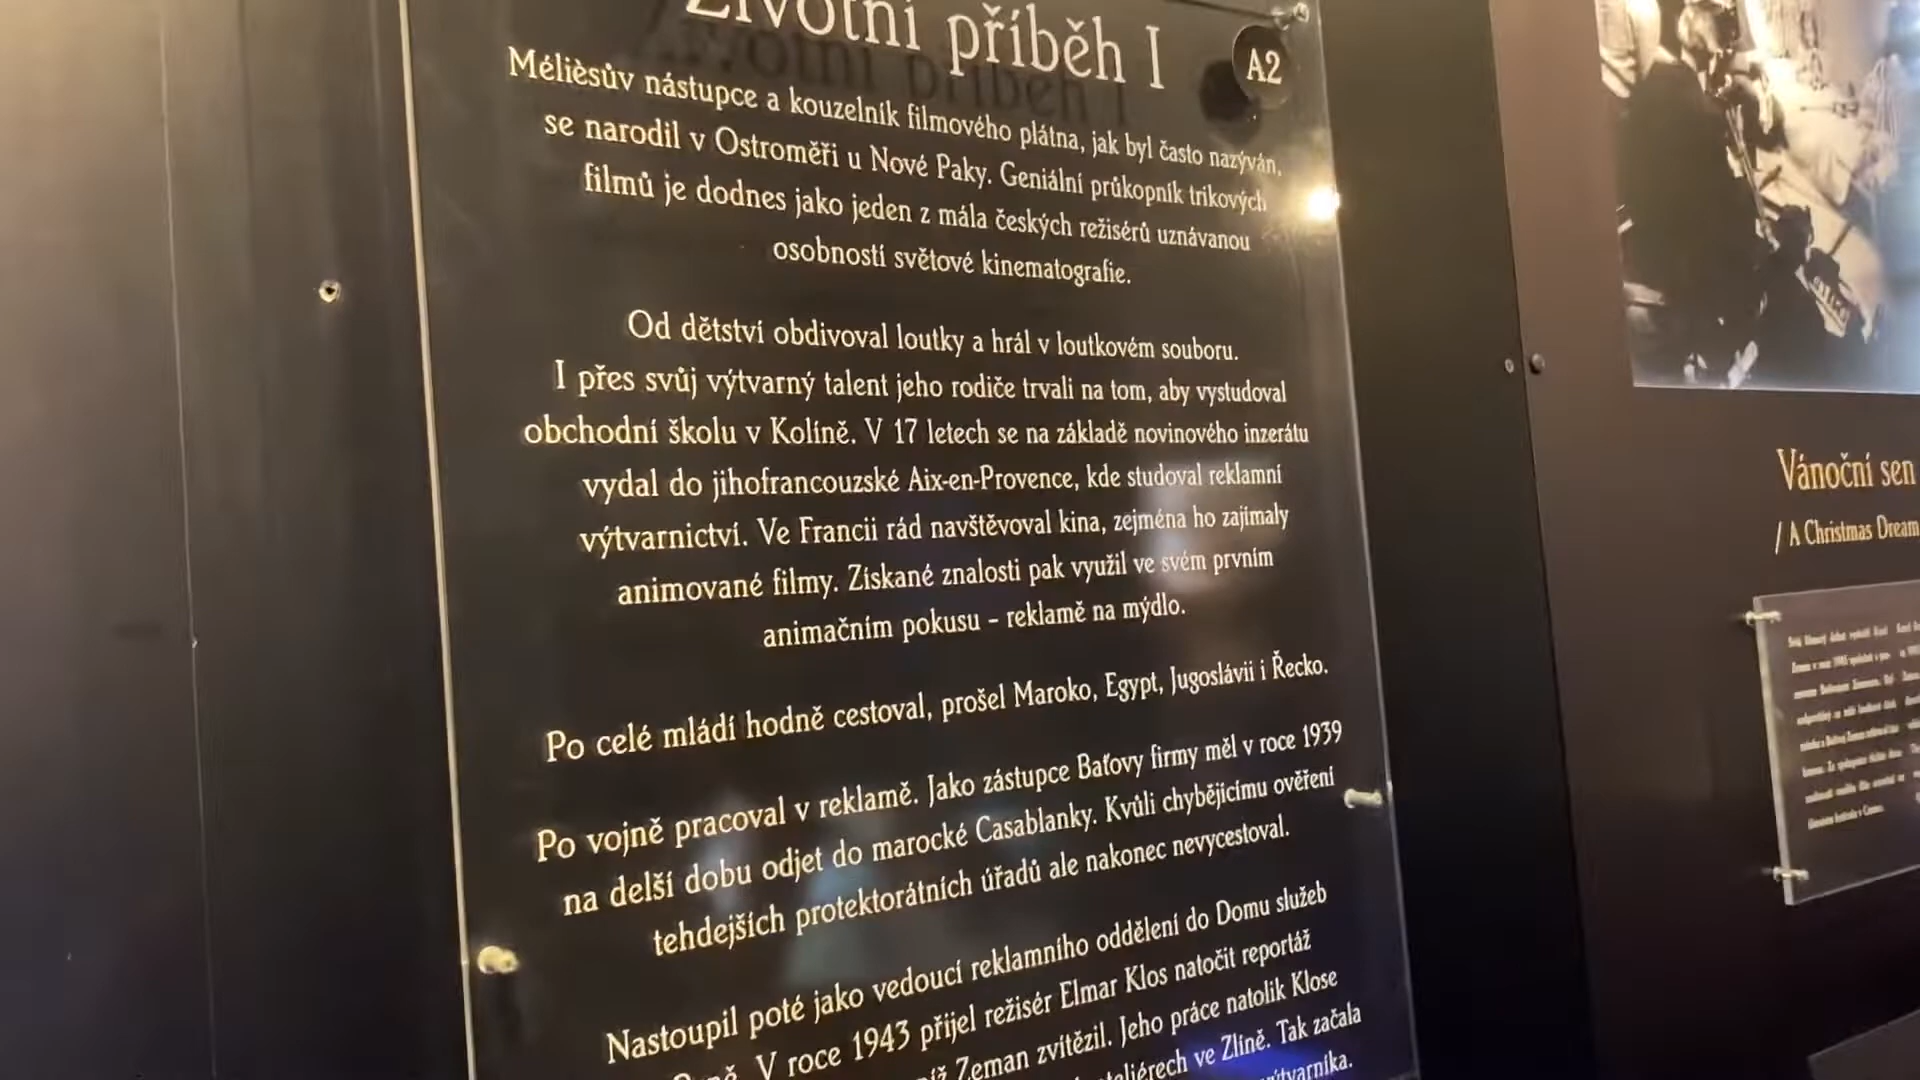 Životní příběh I
A2
Mélièsův nástupce a kouzelník filmového plátna, jak byl často nazýván,
se narodil v Ostroměři u Nové Paky. Geniální průkopník trikových
filmů je dodnes jako jeden z mála českých režisérů uznávanou
osobností světové kinematografie.
Od dětství obdivoval loutky a hrál v loutkovém souboru.
I přes svůj výtvarný talent jeho rodiče trvali na tom, aby vystudoval
obchodní školu v Kolíně. V 17 letech se na základě novinového inzerátu
vydal do jihofrancouzské Aix-en-Provence, kde studoval reklamní
výtvarnictví. Ve Francii rád navštěvoval kina, zejména ho zajímaly
animované filmy. Získané znalosti pak využil ve svém prvním
animačním pokusu – reklamě na mýdlo.
Po celé mládí hodně cestoval, prošel Maroko, Egypt, Jugoslávii i Řecko.
Po vojně pracoval v reklamě. Jako zástupce Baťovy firmy měl v roce 1939
na delší dobu odjet do marocké Casablanky. Kvůli chybějícímu ověření
tehdejších protektorátních úřadů ale nakonec nevycestoval.
Nastoupil poté jako vedoucí reklamního oddělení do Domu služeb
V roce 1943 přijel režisér Elmar Klos natočit reportáž
Zeman zvítězil. Jeho práce natolik Klose
ve Zlíně. Tak začala
Vánoční sen
/ A Christmas Dream